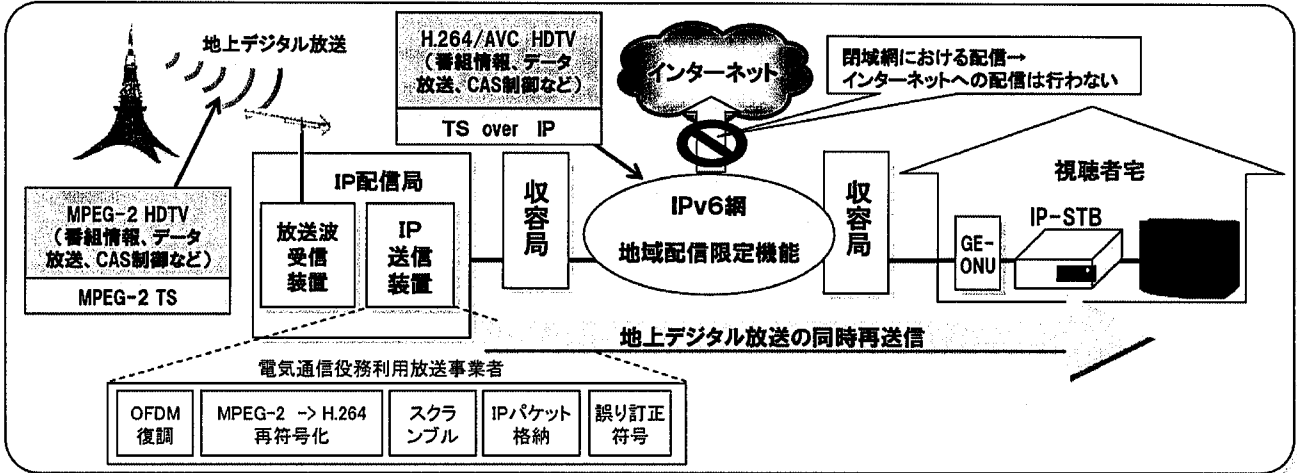 地上デジタル放送
H.264/AVC HDTV
(番組情報、データ
放送、CAS制御など)
TS over IP
インターネット
閉域網における配信→
インターネットへの配信は行わない
MPEG-2 HDTV
(番組情報、データ
放送、CAS制御など)
MPEG-2 TS
IP配信局
放送波
受信
装置
IP
送信
装置
収容局
IPv6網
地域配信限定機能
収容局
視聴者宅
GE-
ONU
IP-STB
地上デジタル放送の同時再送信
電気通信役務利用放送事業者
OFDM
復調
MPEG-2 -> H.264
再符号化
スクラ
ンブル
IPパケット
格納
誤り訂正
符号